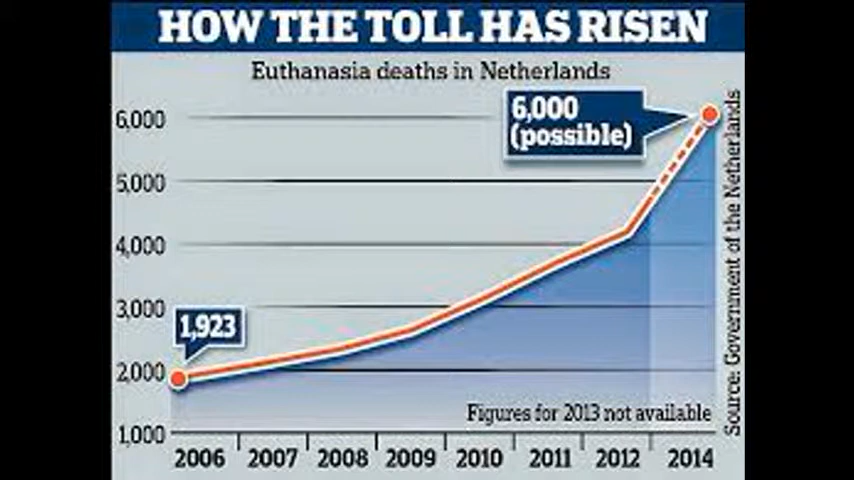 HOW THE TOLL HAS RISEN
Euthanasia deaths in Netherlands
6,000
(possible)
6,000
5,000
4,000
3,000
1,923
2,000
Figures for 2013 not available
1,000
2006 2007 2008 2009 2010 2011 2012 2014
Source: Government of the Netherlands